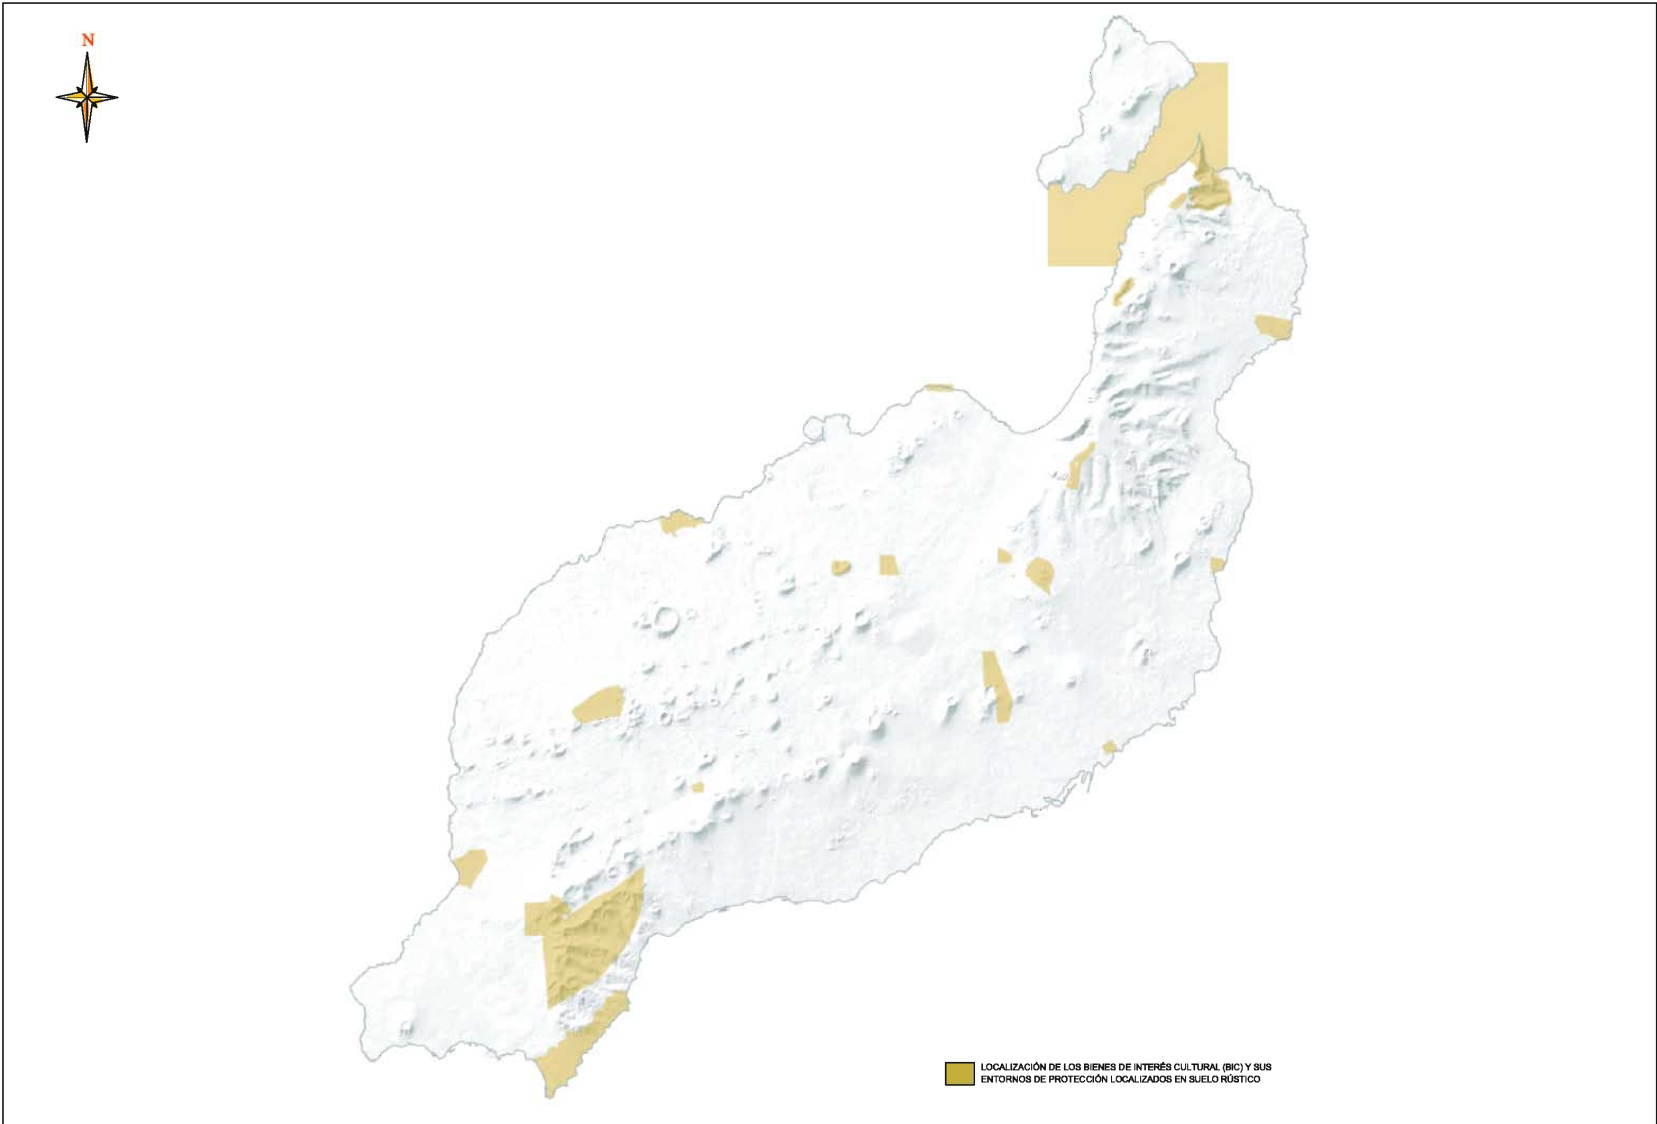 N
LOCALIZACIÓN DE LOS BIENES DE INTERÉS CULTURAL (BIC) Y SUS
ENTORNOS DE PROTECCIÓN LOCALIZADOS EN SUELO RÚSTICO